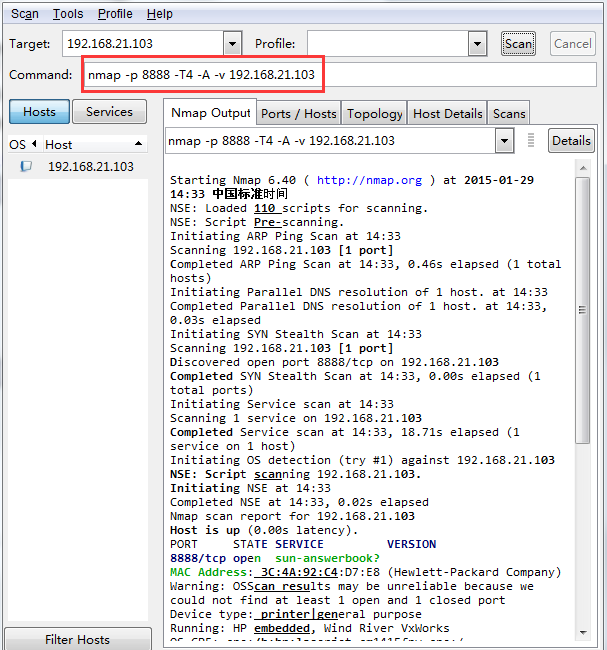 Scan Tools Profile Help
Target: 192.168.21.103 Profile: Scan Cancel
Command: nmap -p 8888 -T4 -A -v 192.168.21.103
Hosts Services
OS Host
192.168.21.103
Filter Hosts
Nmap Output Ports / Hosts Topology Host Details Scans
nmap -p 8888 -T4 -A -v 192.168.21.103 Details
Starting Nmap 6.40 ( http://nmap.org ) at 2015-01-29
14:33 中国标准时间
NSE: Loaded 110 scripts for scanning.
NSE: Script Pre-scanning.
Initiating ARP Ping Scan at 14:33
Scanning 192.168.21.103 [1 port]
Completed ARP Ping Scan at 14:33, 0.46s elapsed (1 total
hosts)
Initiating Parallel DNS resolution of 1 host. at 14:33
Completed Parallel DNS resolution of 1 host. at 14:33,
0.03s elapsed
Initiating SYN Stealth Scan at 14:33
Scanning 192.168.21.103 [1 port]
Discovered open port 8888/tcp on 192.168.21.103
Completed SYN Stealth Scan at 14:33, 0.00s elapsed (1
total ports)
Initiating Service scan at 14:33
Scanning 1 service on 192.168.21.103
Completed Service scan at 14:33, 18.71s elapsed (1
service on 1 host)
Initiating OS detection (try #1) against 192.168.21.103
NSE: Script scanning 192.168.21.103.
Initiating NSE at 14:33
Completed NSE at 14:33, 0.02s elapsed
Nmap scan report for 192.168.21.103
Host is up (0.00s latency).
PORT STATE SERVICE VERSION
8888/tcp open sun-answerbook?
MAC Address: 3C:4A:92:C4:D7:E8 (Hewlett-Packard Company)
Warning: OSScan results may be unreliable because we
could not find at least 1 open and 1 closed port
Device type: printer|general purpose
Running: HP embedded, Wind River VxWorks